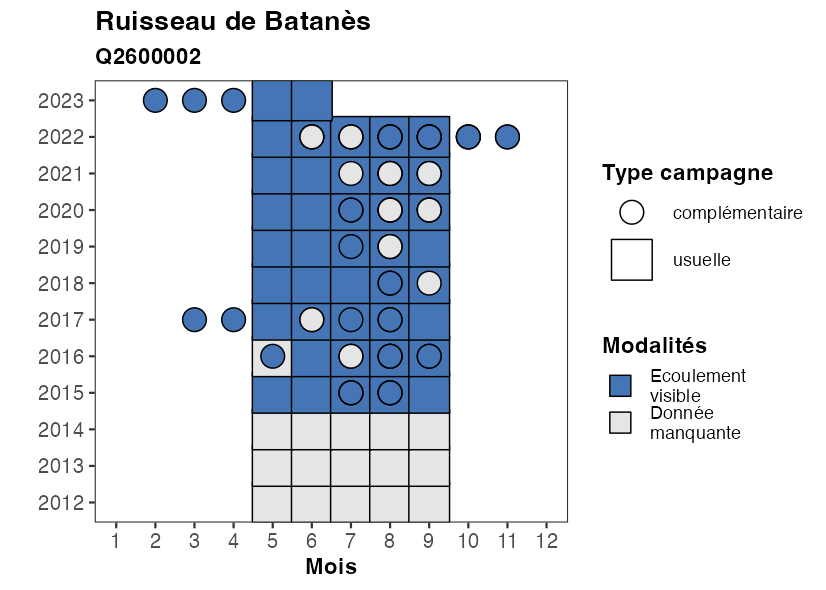 Ruisseau de Batanès
Q2600002
2023
2022
2021
2020
2019
2018
2017
2016
2015
2014
2013
2012
1 2 3 4 5 6 7 8 9 10 11 12
Mois
Type campagne
complémentaire
usuelle
Modalités
Ecoulement
visible
Donnée
manquante